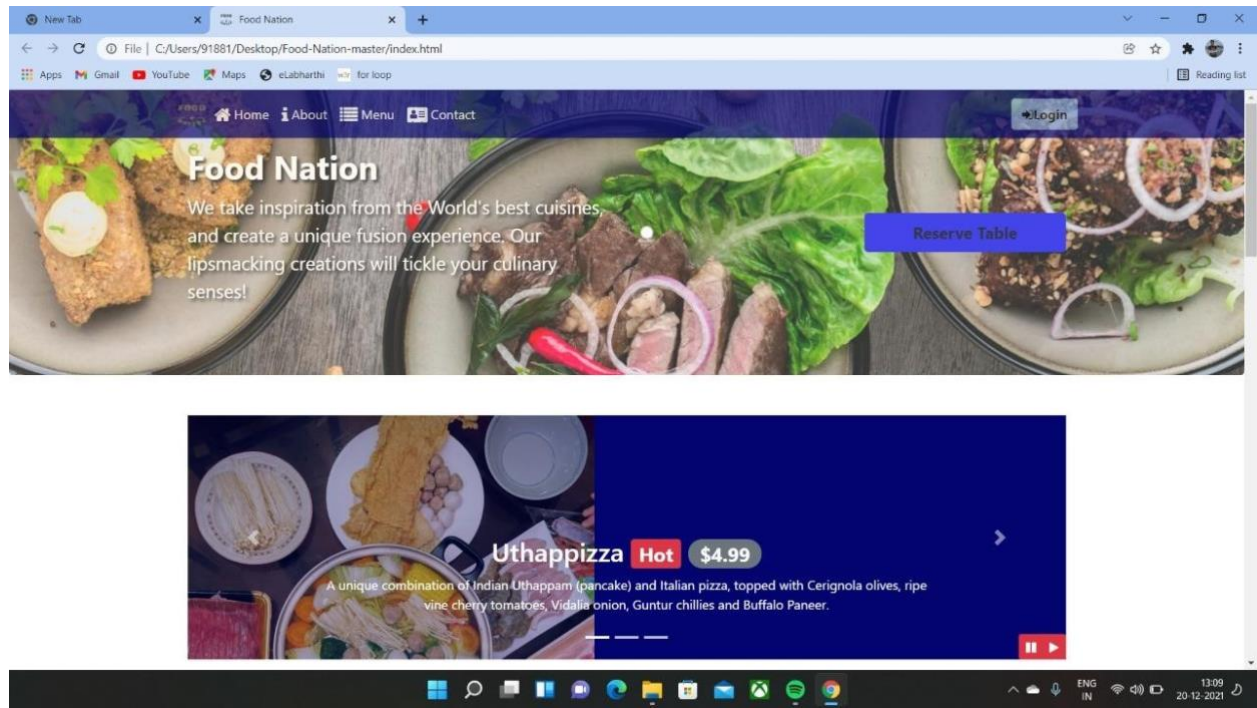 New Tab
Food Nation
File | C:/Users/91881/Desktop/Food-Nation-master/index.html
Apps Gmail YouTube Maps eLabharthi for loop Reading list
FOOD
Home About Menu Contact Login
Food Nation
We take inspiration from the World's best cuisines,
and create a unique fusion experience. Our
lipsmacking creations will tickle your culinary
senses!
Reserve Table
Uthappizza Hot $4.99
A unique combination of Indian Uthappam (pancake) and Italian pizza, topped with Cerignola olives, ripe
vine cherry tomatoes, Vidalia onion, Guntur chillies and Buffalo Paneer.
ENG
IN
13:09
20-12-2021